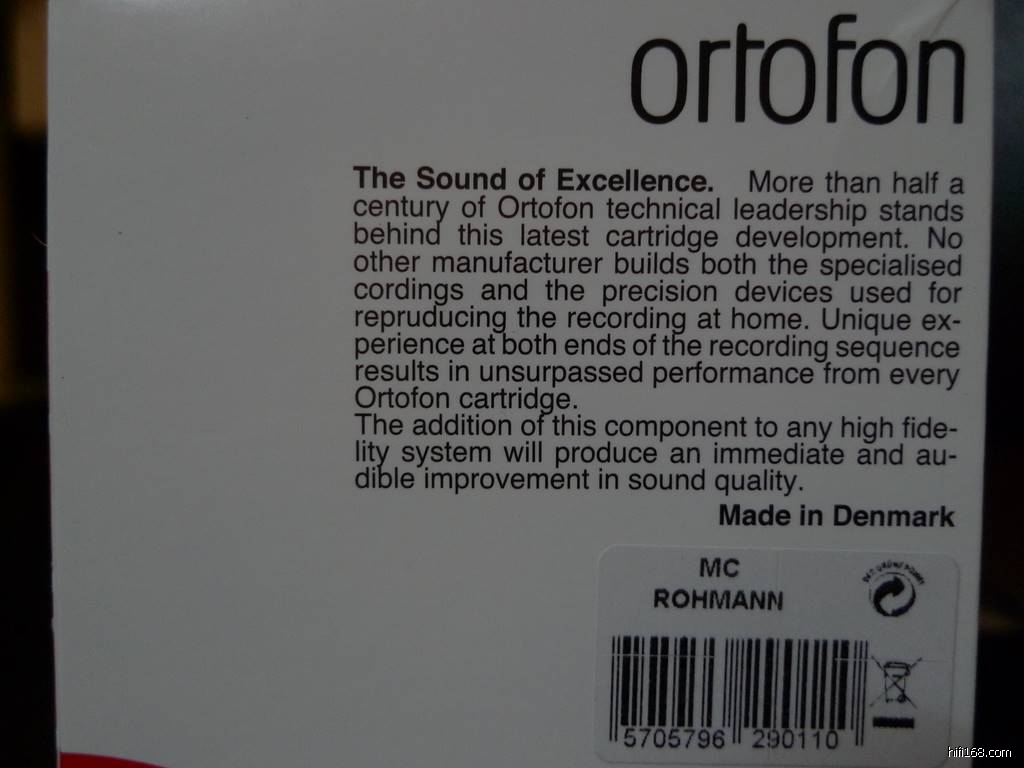 ortofon
The Sound of Excellence. More than half a
century of Ortofon technical leadership stands
behind this latest cartridge development. No
other manufacturer builds both the specialised
cordings and the precision devices used for
repruducing the recording at home. Unique ex-
perience at both ends of the recording sequence
results in unsurpassed performance from every
Ortofon cartridge.
The addition of this component to any high fide-
lity system will produce an immediate and au-
dible improvement in sound quality.
Made in Denmark
MC
ROHMANN
DER GRÜNE PUNKT
5705796 290110
hifi168.com